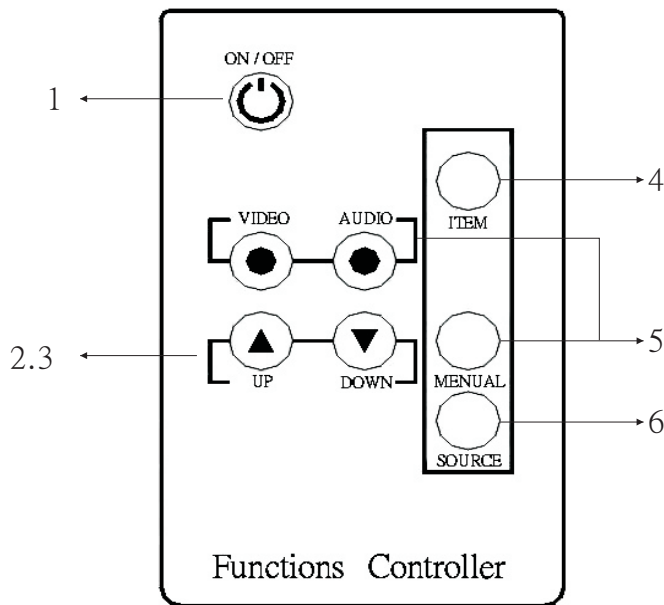 ON / OFF
1
4
VIDEO AUDIO ITEM
2.3
5
UP DOWN MENUAL
6
SOURCE
Functions Controller